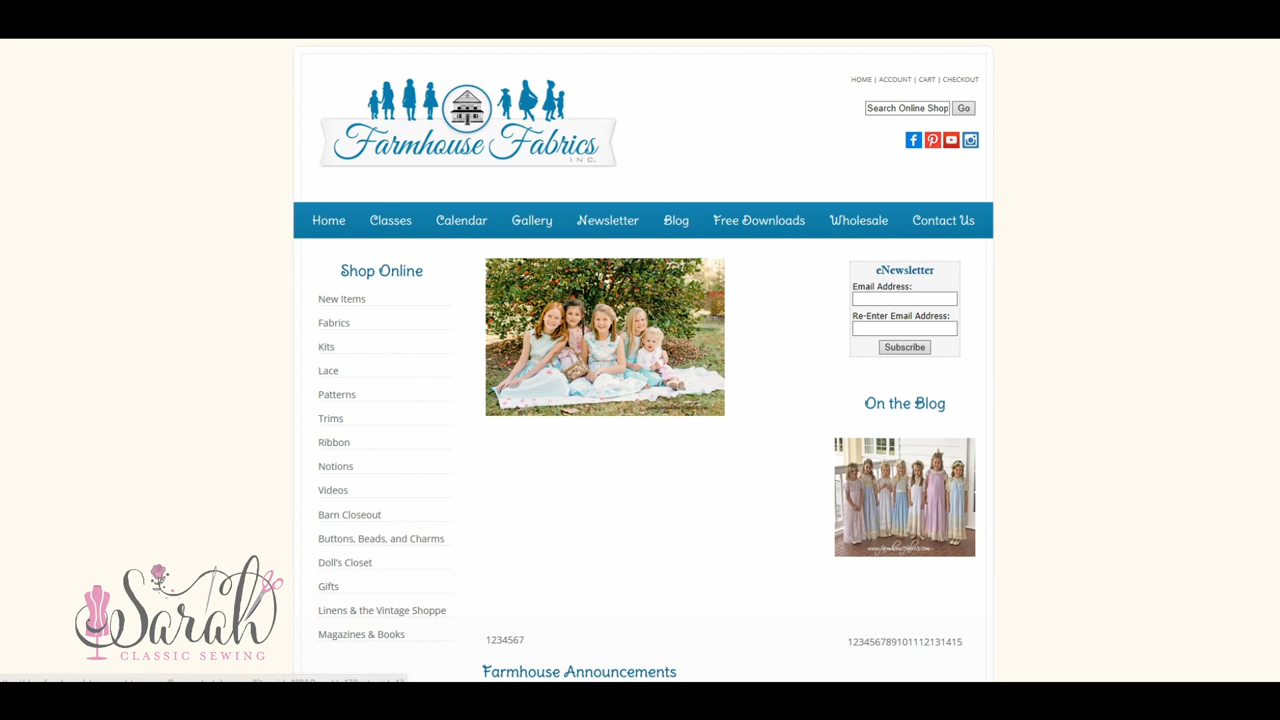 HOME | ACCOUNT | CART | CHECKOUT
Search Online Shop Go
Farmhouse Fabrics
INC.
Home Classes Calendar Gallery Newsletter Blog Free Downloads Wholesale Contact Us
Shop Online
New Items
Fabrics
Kits
Lace
Patterns
Trims
Ribbon
Notions
Videos
Barn Closeout
Buttons, Beads, and Charms
Doll's Closet
Gifts
Linens & the Vintage Shoppe
Magazines & Books
1234567
Farmhouse Announcements
eNewsletter
Email Address:
Re-Enter Email Address:
Subscribe
On the Blog
www.farmhousefabrics.com
123456789101112131415
Sarah
CLASSIC SEWING